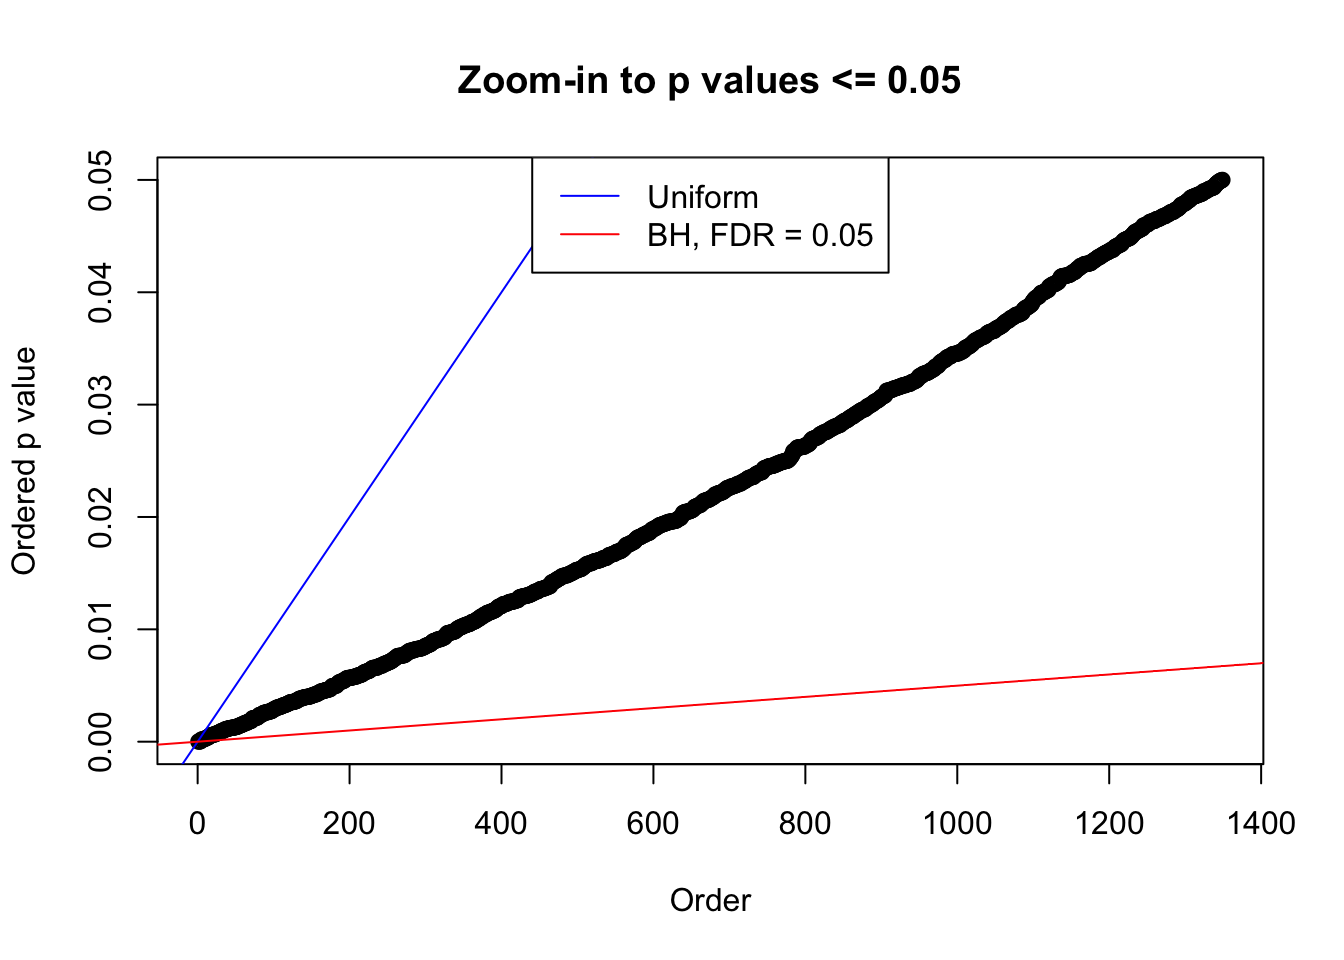 Zoom-in to p values <= 0.05
Uniform
BH, FDR = 0.05
Ordered p value
0.05
0.04
0.03
0.02
0.01
0.00
0 200 400 600 800 1000 1200 1400
Order